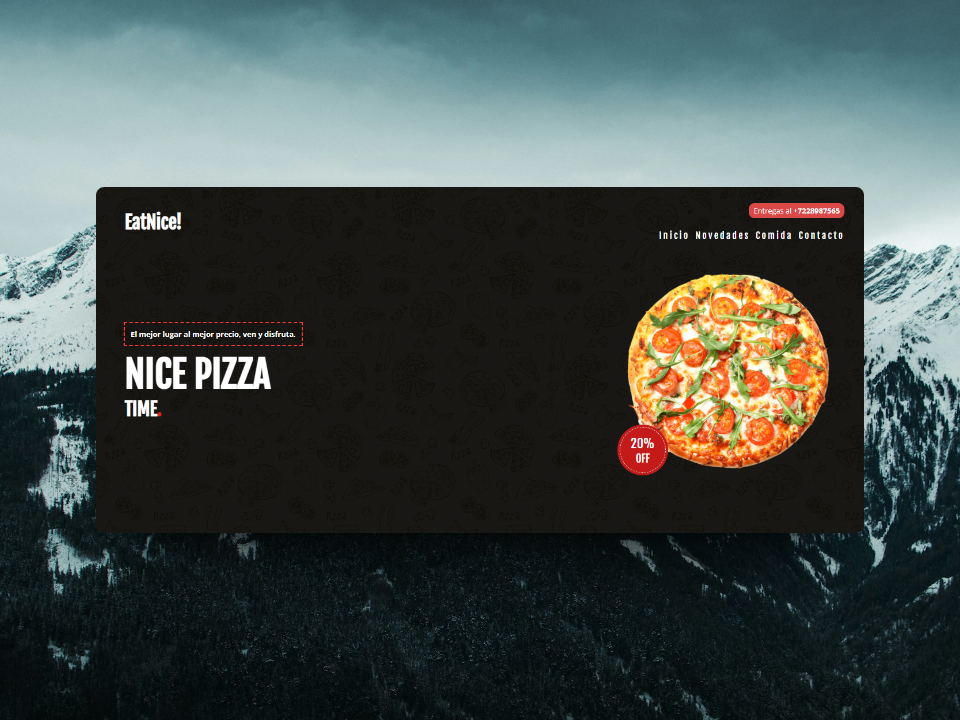 EatNice!
Entregas al +7228987565
Inicio Novedades Comida Contacto
El mejor lugar al mejor precio, ven y disfruta.
NICE PIZZA
TIME.
20%
OFF